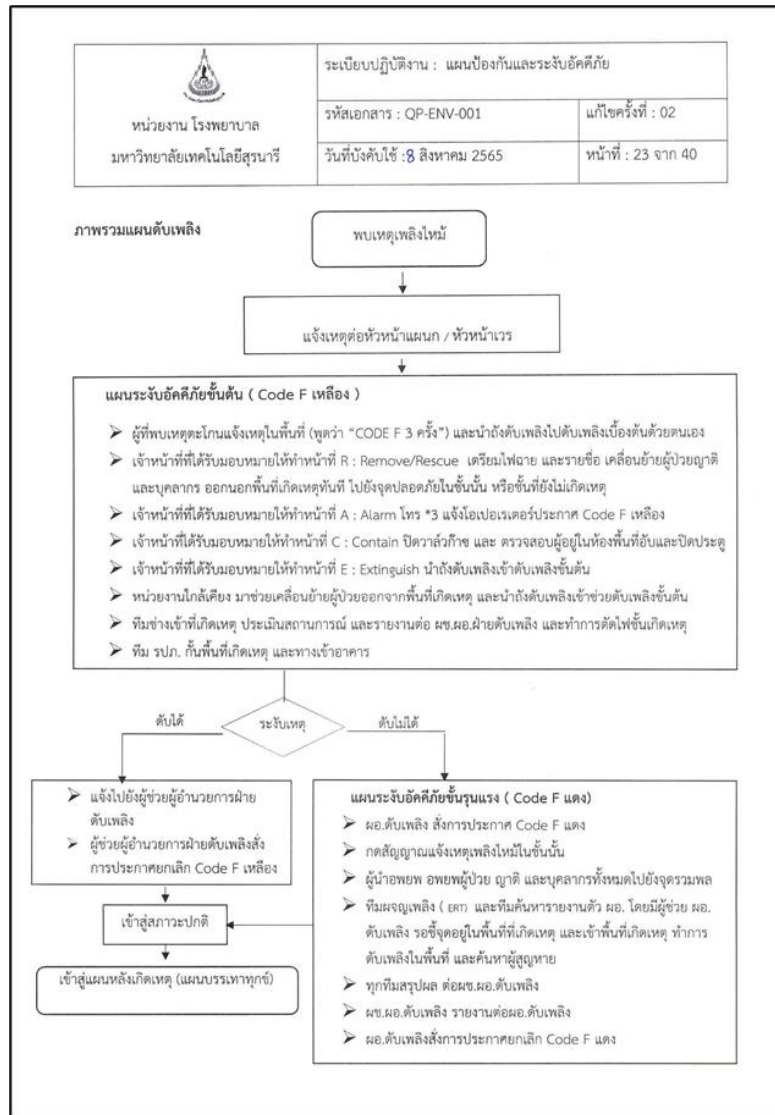 ระเบียบปฏิบัติงาน : แผนป้องกันและระงับอัคคีภัย
หน่วยงาน โรงพยาบาล
มหาวิทยาลัยเทคโนโลยีสุรนารี
รหัสเอกสาร : QP-ENV-001
แก้ไขครั้งที่ : 02
วันที่บังคับใช้ :8 สิงหาคม 2565
หน้าที่ : 23 จาก 40
ภาพรวมแผนดับเพลิง
พบเหตุเพลิงไหม้
แจ้งเหตุต่อหัวหน้าแผนก / หัวหน้าเวร
แผนระงับอัคคีภัยขั้นต้น ( Code F เหลือง )
➢ ผู้ที่พบเหตุตะโกนแจ้งเหตุในพื้นที่ (พูดว่า “CODE F 3 ครั้ง”) และนำถังดับเพลิงไปดับเพลิงเบื้องต้นด้วยตนเอง
➢ เจ้าหน้าที่ที่ได้รับมอบหมายให้ทำหน้าที่ R : Remove/Rescue เตรียมไฟฉาย และรายชื่อ เคลื่อนย้ายผู้ป่วยญาติ
และบุคลากร ออกนอกพื้นที่เกิดเหตุทันที ไปยังจุดปลอดภัยในชั้นนั้น หรือชั้นที่ยังไม่เกิดเหตุ
➢ เจ้าหน้าที่ที่ได้รับมอบหมายให้ทำหน้าที่ A : Alarm โทร *3 แจ้งโอเปอเรเตอร์ประกาศ Code F เหลือง
➢ เจ้าหน้าที่ได้รับมอบหมายให้ทำหน้าที่ C : Contain ปิดวาล์วก๊าซ และ ตรวจสอบผู้อยู่ในห้องพื้นที่อับและปิดประตู
➢ เจ้าหน้าที่ที่ได้รับมอบหมายให้ทำหน้าที่ E : Extinguish นำถังดับเพลิงเข้าดับเพลิงขั้นต้น
➢ หน่วยงานใกล้เคียง มาช่วยเคลื่อนย้ายผู้ป่วยออกจากพื้นที่เกิดเหตุ และนำถังดับเพลิงเข้าช่วยดับเพลิงขั้นต้น
➢ ทีมช่างเข้าที่เกิดเหตุ ประเมินสถานการณ์ และรายงานต่อ ผช.ผอ.ฝ่ายดับเพลิง และทำการตัดไฟชั้นเกิดเหตุ
➢ ทีม รปภ. กั้นพื้นที่เกิดเหตุ และทางเข้าอาคาร
ดับได้
ระงับเหตุ
ดับไม่ได้
➢ แจ้งไปยังผู้ช่วยผู้อำนวยการฝ่าย
ดับเพลิง
➢ ผู้ช่วยผู้อำนวยการฝ่ายดับเพลิงสั่ง
การประกาศยกเลิก Code F เหลือง
เข้าสู่สภาวะปกติ
เข้าสู่แผนหลังเกิดเหตุ (แผนบรรเทาทุกข์)
แผนระงับอัคคีภัยขั้นรุนแรง ( Code F แดง)
➢ ผอ.ดับเพลิง สั่งการประกาศ Code F แดง
➢ กดสัญญาณแจ้งเหตุเพลิงไหม้ในชั้นนั้น
➢ ผู้นำอพยพ อพยพผู้ป่วย ญาติ และบุคลากรทั้งหมดไปยังจุดรวมพล
➢ ทีมผจญเพลิง ( ERT) และทีมค้นหารายงานตัว ผอ. โดยมีผู้ช่วย ผอ.
ดับเพลิง รอชี้จุดอยู่ในพื้นที่ที่เกิดเหตุ และเข้าพื้นที่เกิดเหตุ ทำการ
ดับเพลิงในพื้นที่ และค้นหาผู้สูญหาย
➢ ทุกทีมสรุปผล ต่อผช.ผอ.ดับเพลิง
➢ ผช.ผอ.ดับเพลิง รายงานต่อผอ.ดับเพลิง
➢ ผอ.ดับเพลิงสั่งการประกาศยกเลิก Code F แดง